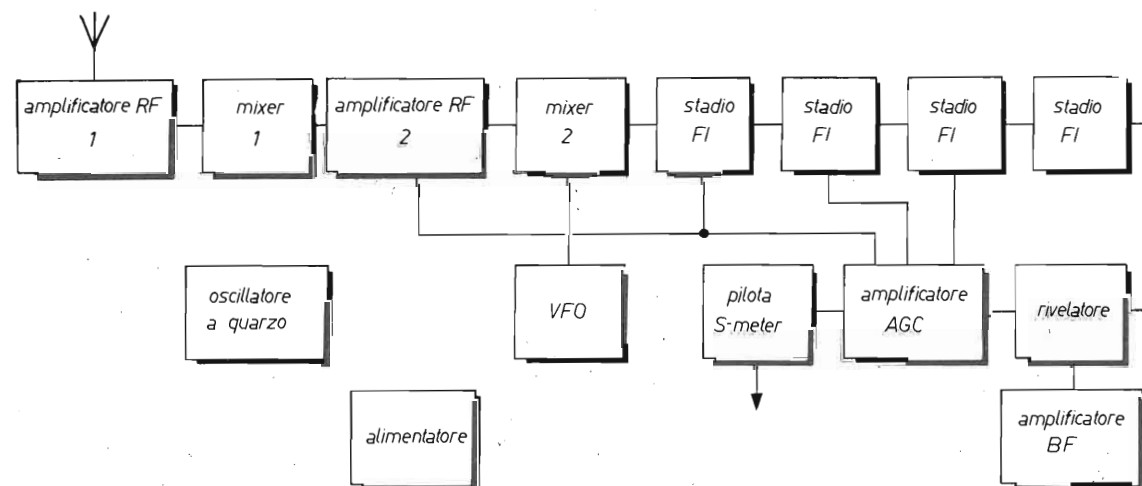 amplificatore RF
1
mixer
1
amplificatore RF
2
mixer
2
stadio
FI
stadio
FI
stadio
FI
stadio
FI
oscillatore
a quarzo
VFO
pilota
S-meter
amplificatore
AGC
rivelatore
alimentatore
amplificatore
BF